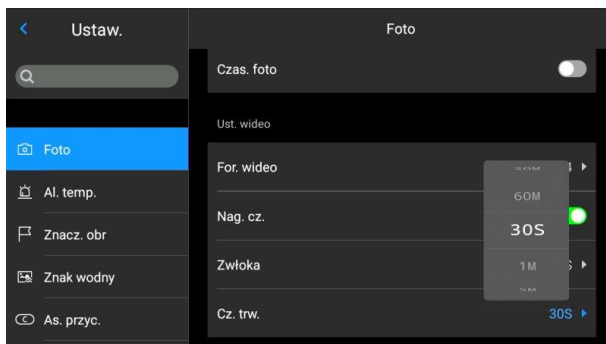 Ustaw.
Foto
Foto
Al. temp.
Znacz. obr
Znak wodny
As. przyc.
Czas. foto
Ust. wideo
For. wideo
Nag. cz.
Zwłoka
Cz. trw.
30S
60M
30S
1M
5M